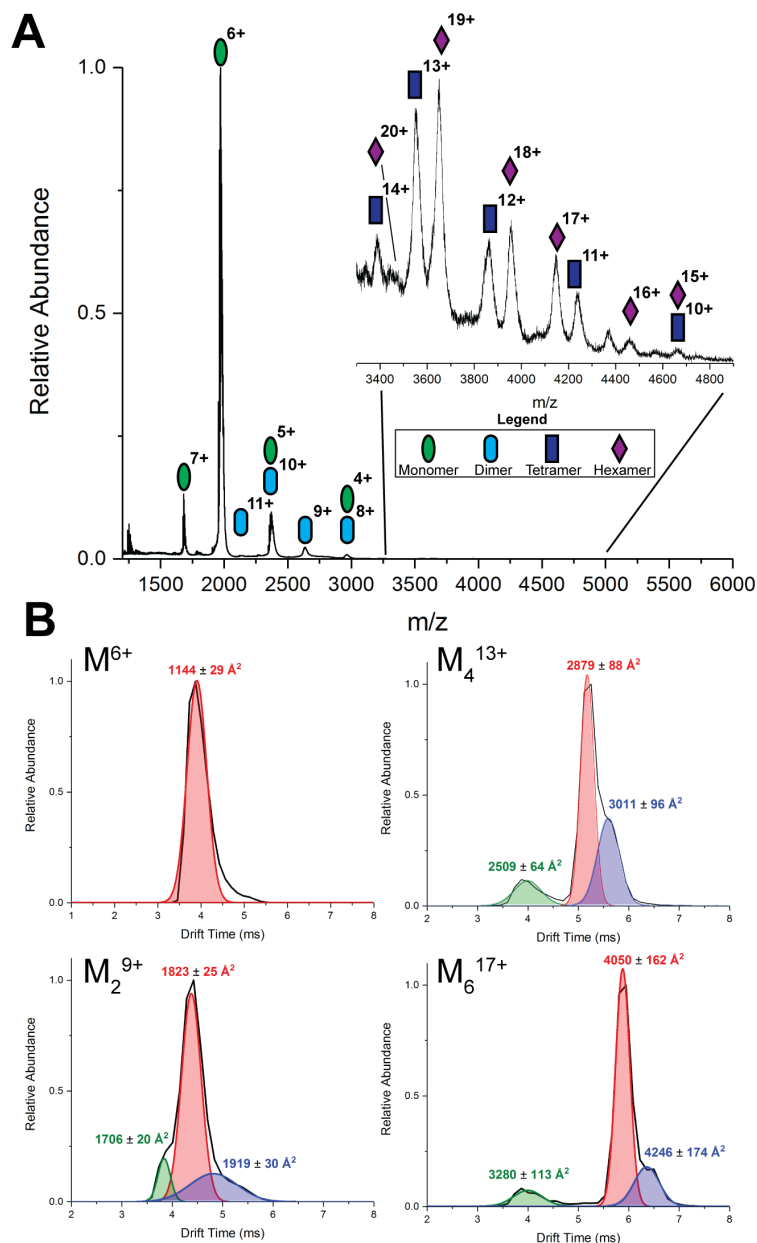 A
6+
1.0
0.5
0.0
Relative Abundance
7+
11+
5+
10+
9+
4+
8+
1500 2000 2500 3000 3500 4000 4500 5000 5500 6000
m/z
19+
13+
20+
14+
18+
12+
17+
11+
16+
15+
10+
3400 3600 3800 4000 4200 4400 4600 4800
m/z
Legend
Monomer Dimer Tetramer Hexamer
B
M6+
1144 ± 29 Å2
1.0
0.5
0.0
Relative Abundance
1 2 3 4 5 6 7 8
Drift Time (ms)
M413+
2879 ± 88 Å2
3011 ± 96 Å2
2509 ± 64 Å2
1.0
0.5
0.0
Relative Abundance
2 3 4 5 6 7 8
Drift Time (ms)
M29+
1823 ± 25 Å2
1706 ± 20 Å2
1919 ± 30 Å2
1.0
0.5
0.0
Relative Abundance
2 3 4 5 6 7 8
Drift Time (ms)
M617+
4050 ± 162 Å2
3280 ± 113 Å2
4246 ± 174 Å2
1.0
0.5
0.0
Relative Abundance
2 3 4 5 6 7 8
Drift Time (ms)